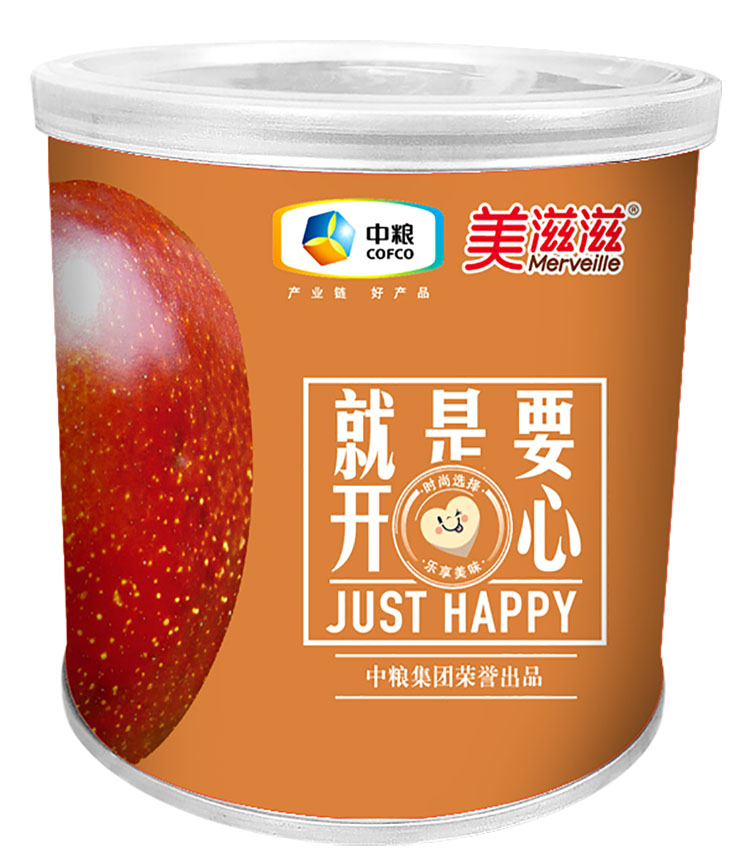 中粮
COFCO
产业链 好产品
美滋滋®
Merveille
就是要
开心
时尚选择
乐享美味
JUST HAPPY
中粮集团荣誉出品